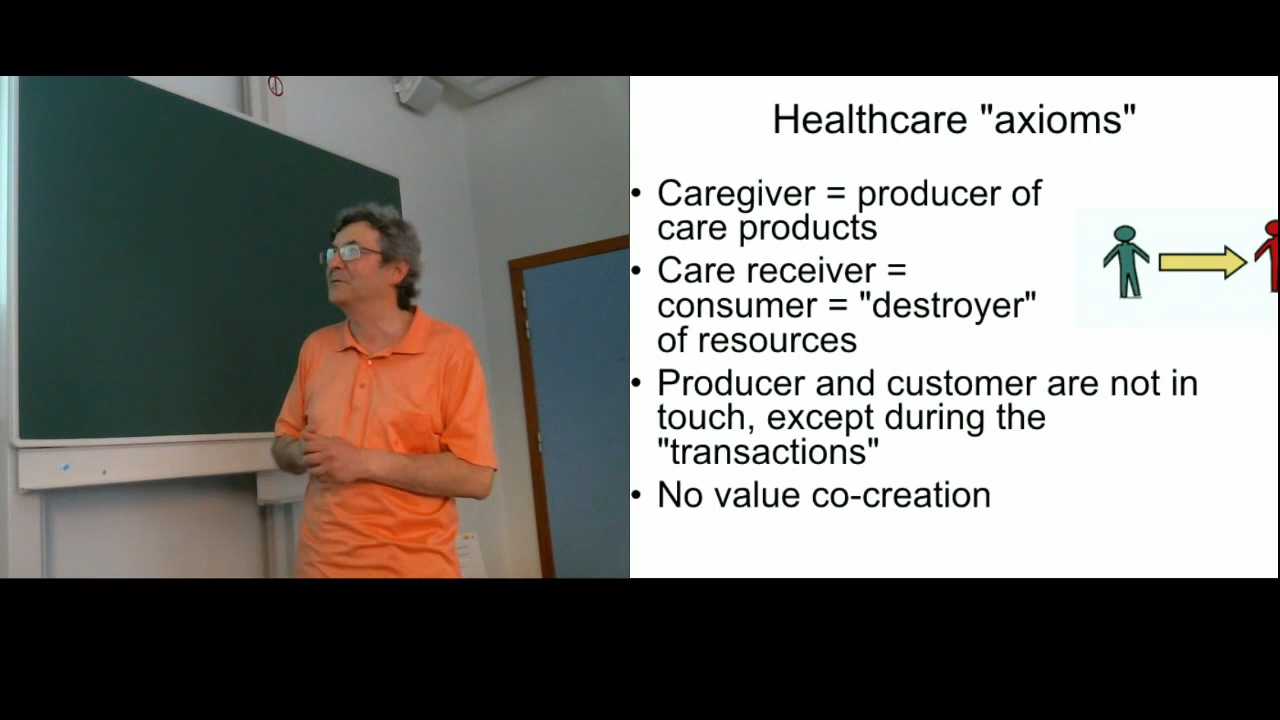 Healthcare "axioms"
• Caregiver = producer of
care products
• Care receiver =
consumer = "destroyer"
of resources
• Producer and customer are not in
touch, except during the
"transactions"
• No value co-creation